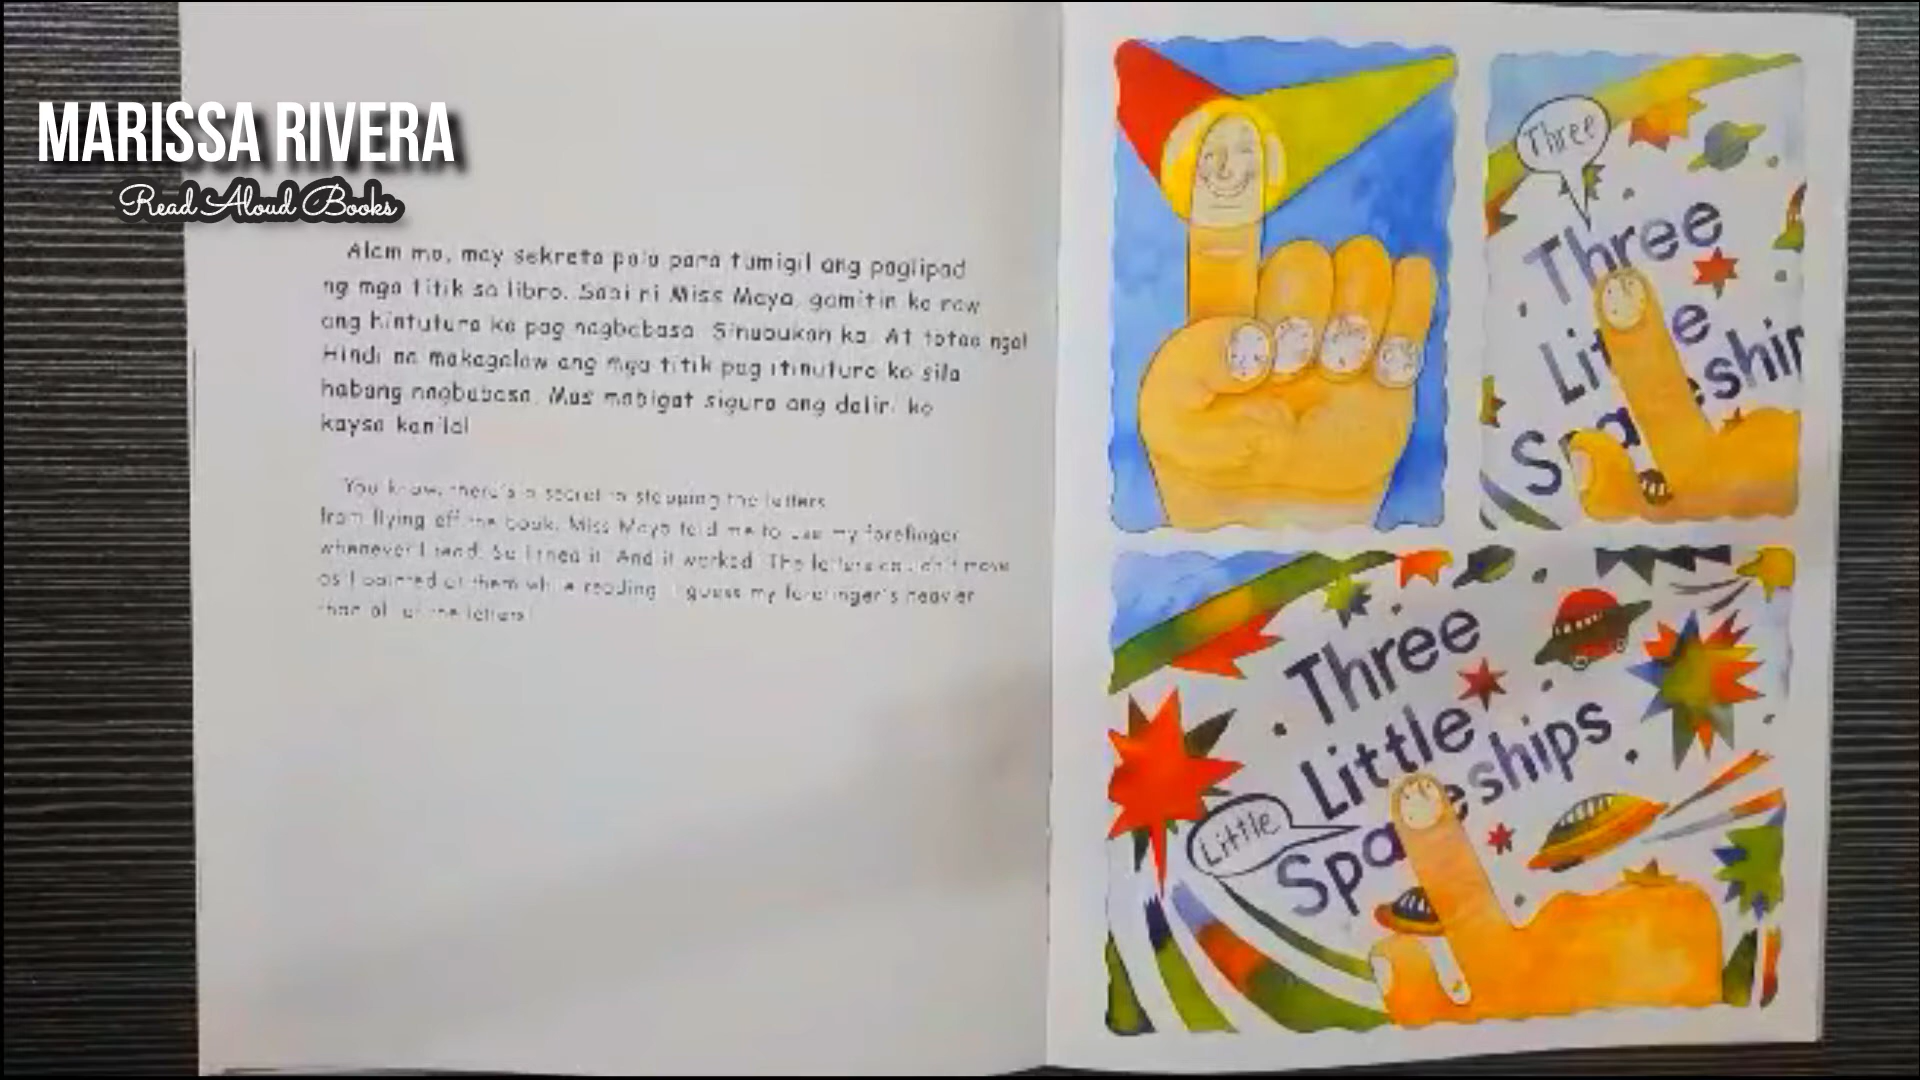 MARISSA RIVERA
Read Aloud Books
Alam mo, may sekreto pala para tumigil ang paglipad
ng mga titik sa libro. Sabi ni Miss Maya, gamitin ko raw
ang hintuturo ko pag nagbabasa. Sinubukan ko. At totoo nga!
Hindi na makagalaw ang mga titik pag itinuturo ko sila
habang nagbabasa. Mas mabigat siguro ang daliri ko
kaysa kanila!
You know, there's a secret to stopping the letters
from flying off the book. Miss Maya told me to use my forefinger
whenever I read. So I tried it. And it worked. The letters couldn't move
as I pointed at them while reading. I guess my forefinger's heavier
than all of the letters!
Three
Three
Little
Spaceship
Three
Little
Spaceships
Little